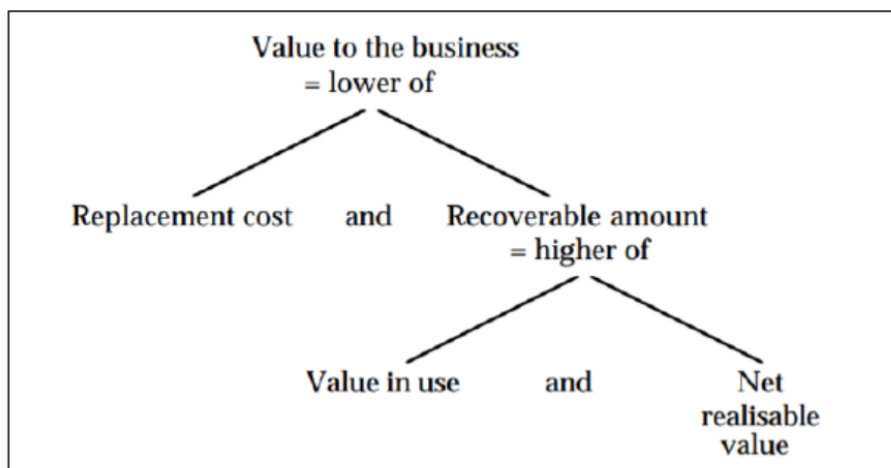 Value to the business
= lower of
Replacement cost and Recoverable amount
= higher of
Value in use and Net
realisable
value